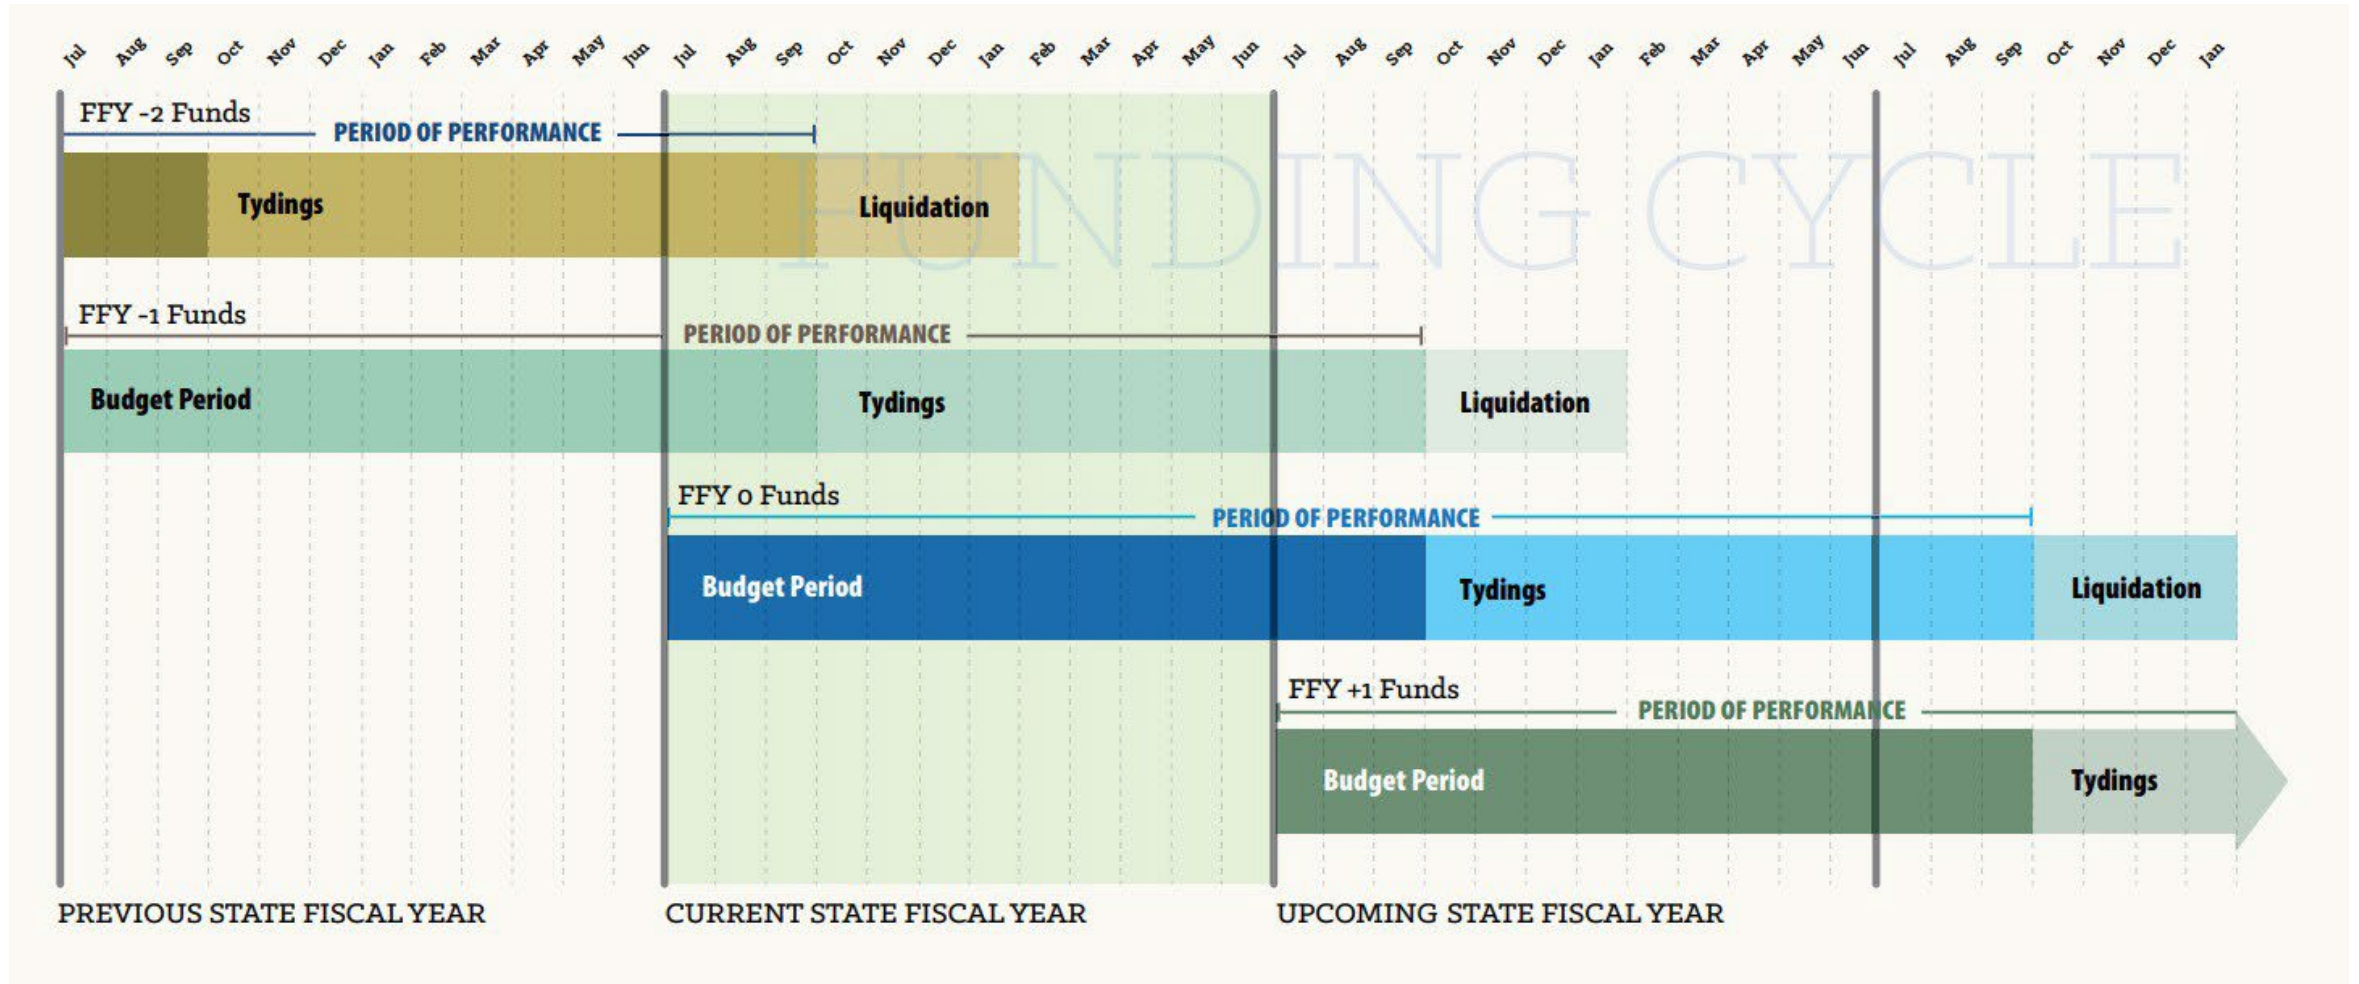 Jul Aug Sep Oct Nov Dec Jan Feb Mar Apr May Jun Jul Aug Sep Oct Nov Dec Jan Feb Mar Apr May Jun Jul Aug Sep Oct Nov Dec Jan Feb Mar Apr May Jun Jul Aug Sep Oct Nov Dec Jan
FFY -2 Funds
PERIOD OF PERFORMANCE
FUNDING CYCLE
Tydings
Liquidation
FFY -1 Funds
PERIOD OF PERFORMANCE
Budget Period
Tydings
Liquidation
FFY 0 Funds
PERIOD OF PERFORMANCE
Budget Period
Tydings
Liquidation
FFY +1 Funds
PERIOD OF PERFORMANCE
Budget Period
Tydings
PREVIOUS STATE FISCAL YEAR
CURRENT STATE FISCAL YEAR
UPCOMING STATE FISCAL YEAR